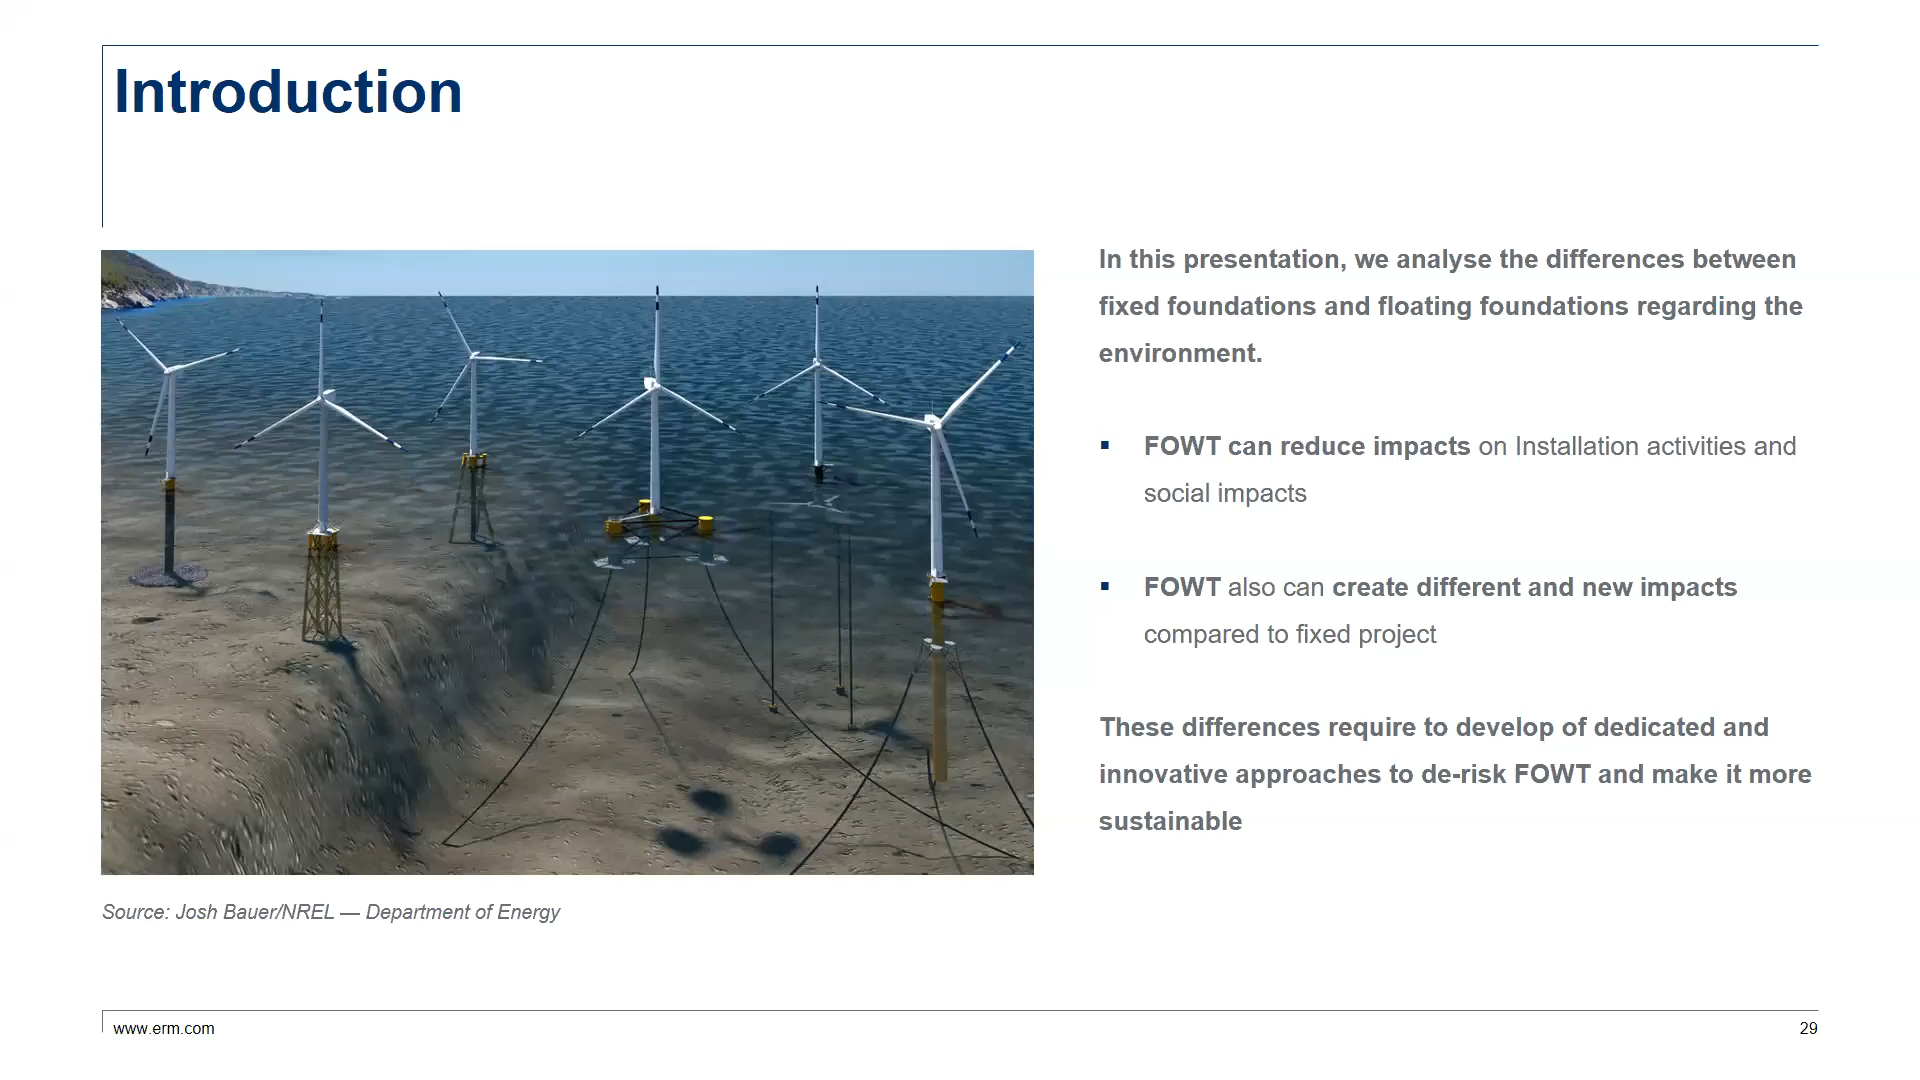 Introduction
In this presentation, we analyse the differences between
fixed foundations and floating foundations regarding the
environment.
▪ FOWT can reduce impacts on Installation activities and
social impacts
▪ FOWT also can create different and new impacts
compared to fixed project
These differences require to develop of dedicated and
innovative approaches to de-risk FOWT and make it more
sustainable
Source: Josh Bauer/NREL — Department of Energy
www.erm.com
29